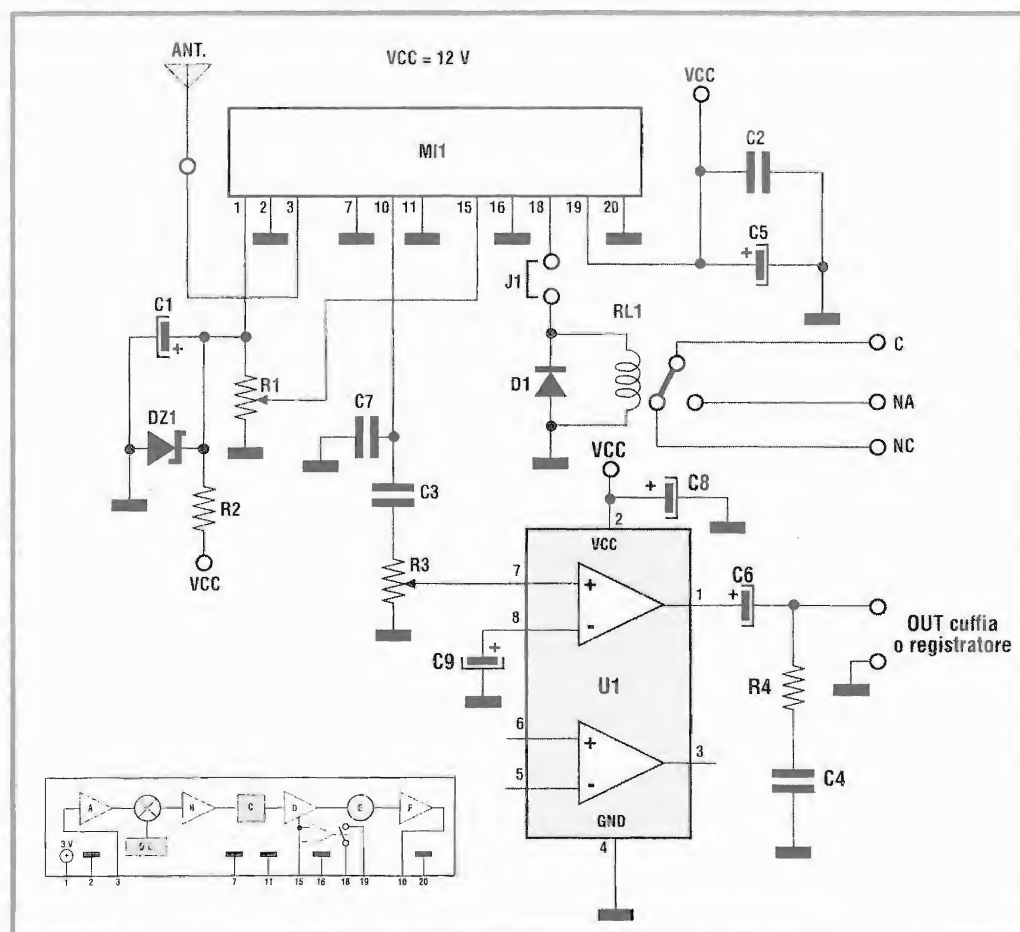 ANT.
VCC = 12 V
VCC
MI1
C2
1 2 3 7 10 11 15 16 18 19 20
C5
+
J1
C1
+
RL1
R1
D1
C
DZ1
C7
NA
NC
R2
VCC
C3
VCC
+ C8
2
VCC
R3
7
+
1
C6
+
8
-
OUT cuffia
o registratore
C9
+
U1
R4
6
+
3
5
-
C4
GND
4
A
C
D
E
F
3 V
+
1 2 3 7 11 15 16 18 19 10 20